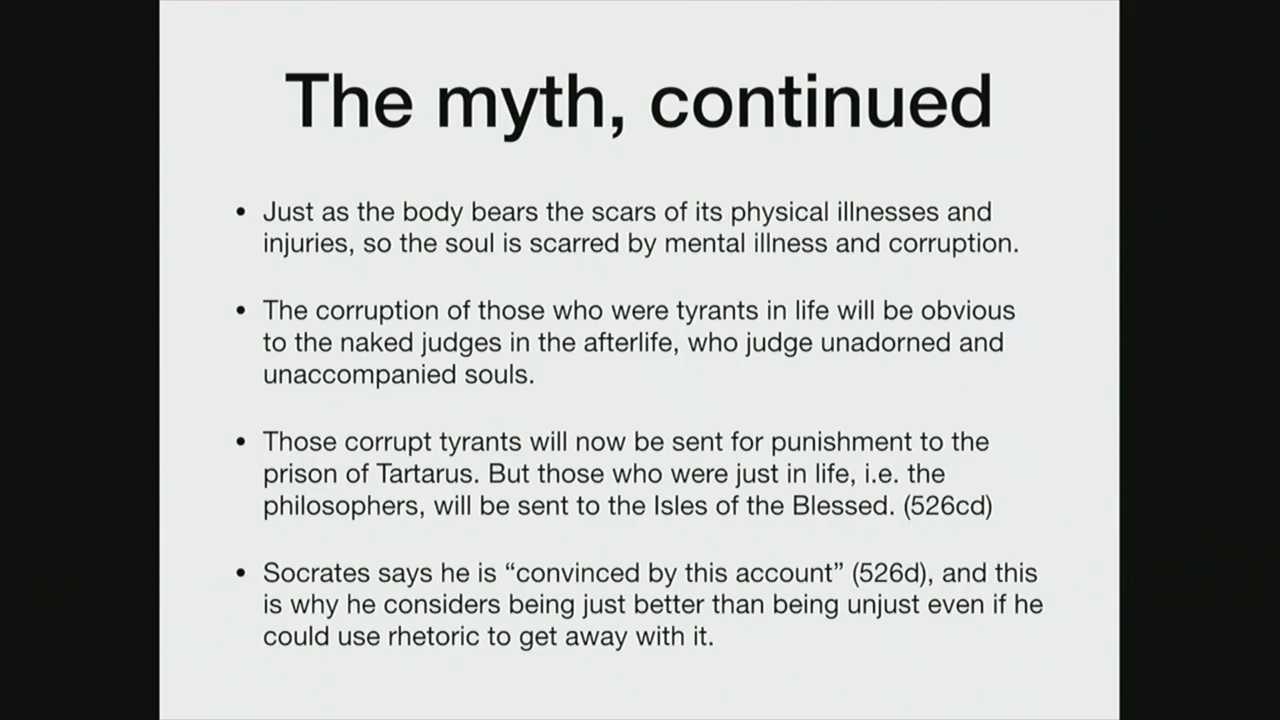 The myth, continued
• Just as the body bears the scars of its physical illnesses and
injuries, so the soul is scarred by mental illness and corruption.
• The corruption of those who were tyrants in life will be obvious
to the naked judges in the afterlife, who judge unadorned and
unaccompanied souls.
• Those corrupt tyrants will now be sent for punishment to the
prison of Tartarus. But those who were just in life, i.e. the
philosophers, will be sent to the Isles of the Blessed. (526cd)
• Socrates says he is “convinced by this account” (526d), and this
is why he considers being just better than being unjust even if he
could use rhetoric to get away with it.